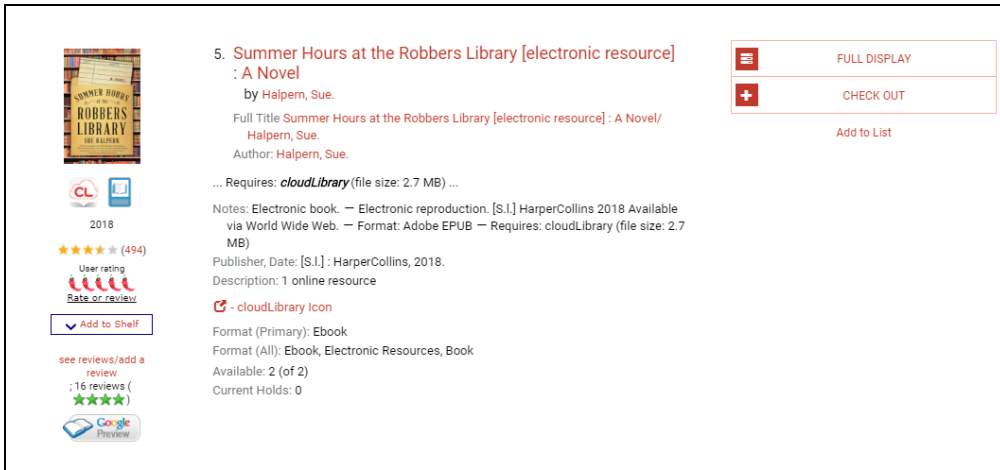 SUMMER HOURS
AT THE
ROBBERS
LIBRARY
SUE HALPERN
CL
2018
(494)
User rating
Rate or review
Add to Shelf
see reviews/add a
review
; 16 reviews (
)
Google
Preview
5. Summer Hours at the Robbers Library [electronic resource]
: A Novel
by Halpern, Sue.
Full Title Summer Hours at the Robbers Library [electronic resource] : A Novel/
Halpern, Sue.
Author: Halpern, Sue.
... Requires: cloudLibrary (file size: 2.7 MB) ...
Notes: Electronic book. — Electronic reproduction. [S.l.] HarperCollins 2018 Available
via World Wide Web. — Format: Adobe EPUB — Requires: cloudLibrary (file size: 2.7
MB)
Publisher, Date: [S.l.] : HarperCollins, 2018.
Description: 1 online resource
- cloudLibrary Icon
Format (Primary): Ebook
Format (All): Ebook, Electronic Resources, Book
Available: 2 (of 2)
Current Holds: 0
FULL DISPLAY
CHECK OUT
Add to List